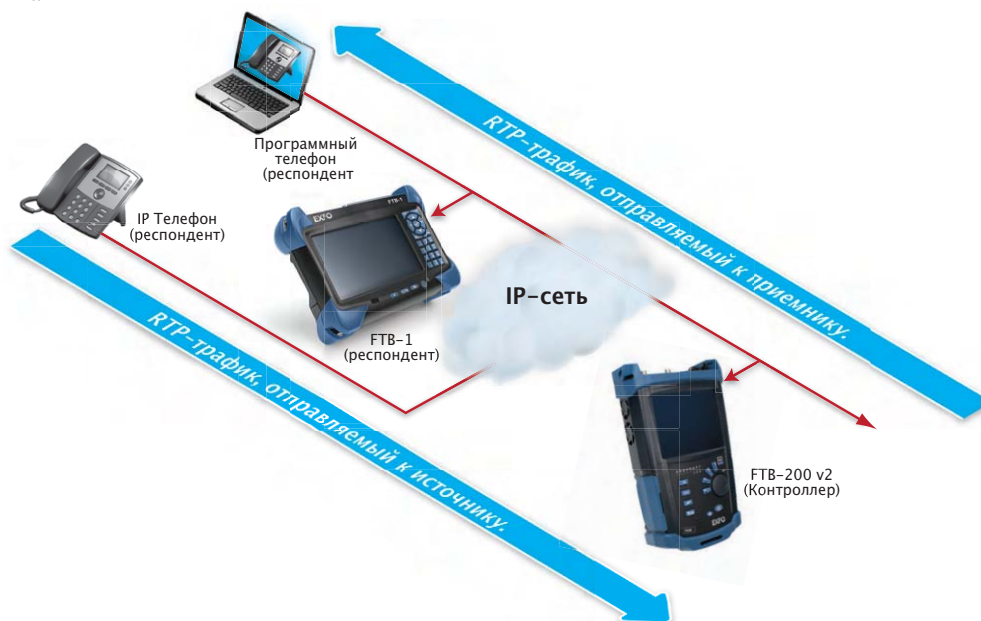 Программный
телефон
(респондент
RTP-трафик, отправляемый к приемнику.
IP Телефон
(респондент)
EXFO
FTB-1
IP-сеть
FTB-1
(респондент)
RTP-трафик, отправляемый к источнику.
FTB-200 v2
(Контроллер)
EXFO